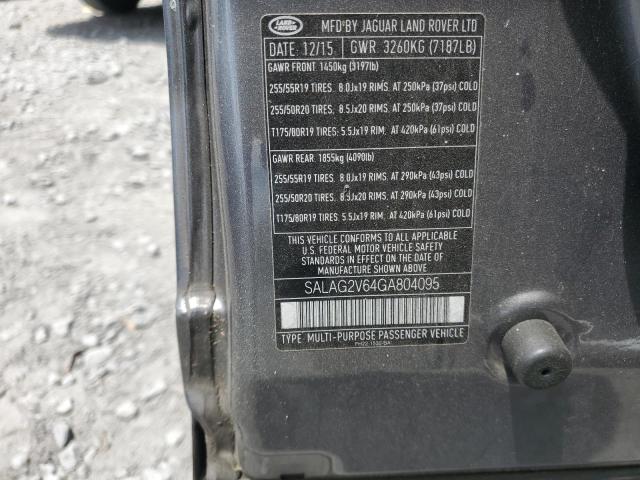 LAND ROVER
MFD BY JAGUAR LAND ROVER LTD
DATE: 12/15 GWR 3260KG (7187LB)
GAWR FRONT 1450kg (3197lb)
255/55R19 TIRES. 8.0Jx19 RIMS. AT 250kPa (37psi) COLD
255/50R20 TIRES. 8.5Jx20 RIMS. AT 250kPa (37psi) COLD
T175/80R19 TIRES: 5.5Jx19 RIM, AT 420kPa (61psi) COLD
GAWR REAR 1855kg (4090lb)
255/55R19 TIRES. 8.0Jx19 RIMS. AT 290kPa (43psi) COLD
255/50R20 TIRES. 8.5Jx20 RIMS. AT 290kPa (43psi) COLD
T175/80R19 TIRES. 5.5Jx19 RIM, AT 420kPa (61psi) COLD
THIS VEHICLE CONFORMS TO ALL APPLICABLE
U.S. FEDERAL MOTOR VEHICLE SAFETY
STANDARDS IN EFFECT ON THE DATE OF
MANUFACTURE SHOWN ABOVE.
SALAG2V64GA804095
TYPE: MULTI-PURPOSE PASSENGER VEHICLE